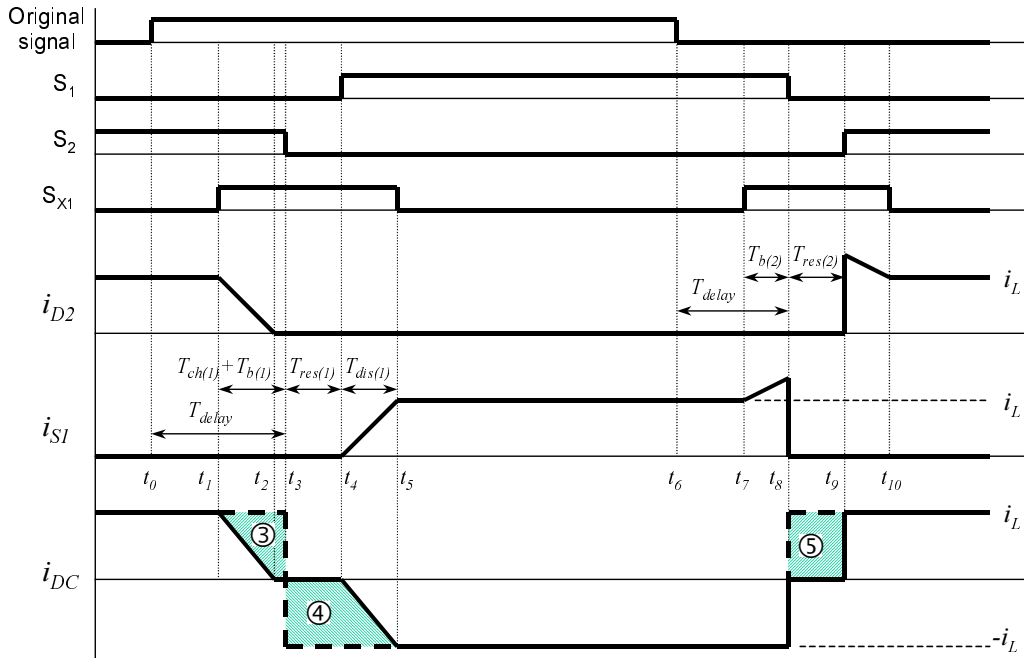 Original
signal
S1
S2
SX1
Tb(2) Tres(2)
Tdelay
iL
iD2
Tch(1)+Tb(1) Tres(1) Tdis(1)
Tdelay
iL
iS1
t0 t1 t2 t3 t4 t5 t6 t7 t8 t9 t10
iL
③ ⑤
iDC
④
-iL